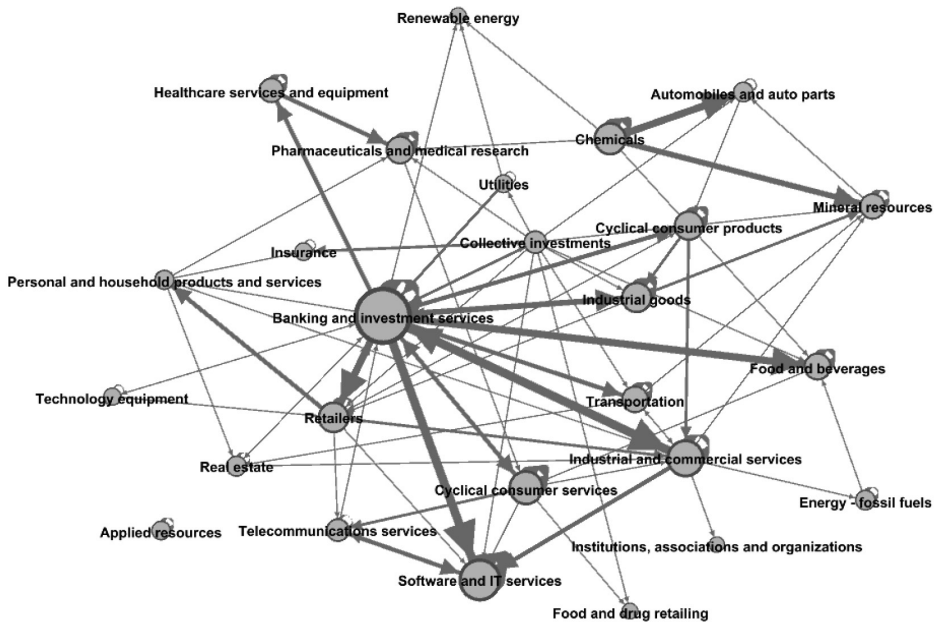 Renewable energy
Healthcare services and equipment
Automobiles and auto parts
Chemicals
Pharmaceuticals and medical research
Utilities
Mineral resources
Cyclical consumer products
Collective investments
Insurance
Personal and household products and services
Industrial goods
Banking and investment services
Food and beverages
Technology equipment
Transportation
Retailers
Industrial and commercial services
Real estate
Cyclical consumer services
Energy - fossil fuels
Applied resources
Telecommunications services
Institutions, associations and organizations
Software and IT services
Food and drug retailing